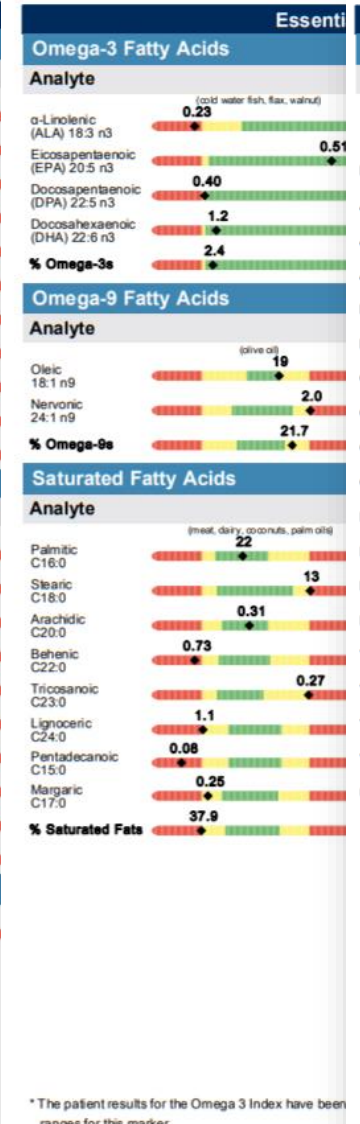 Essenti
Omega-3 Fatty Acids
Analyte
(cold water fish, flax, walnut)
0.23
α-Linolenic
(ALA) 18:3 n3
0.51
Eicosapentaenoic
(EPA) 20:5 n3
0.40
Docosapentaenoic
(DPA) 22:5 n3
1.2
Docosahexaenoic
(DHA) 22:6 n3
2.4
% Omega-3s
Omega-9 Fatty Acids
Analyte
(olive oil)
19
Oleic
18:1 n9
2.0
Nervonic
24:1 n9
21.7
% Omega-9s
Saturated Fatty Acids
Analyte
(meat, dairy, coconuts, palm oils)
22
Palmitic
C16:0
13
Stearic
C18:0
0.31
Arachidic
C20:0
0.73
Behenic
C22:0
0.27
Tricosanoic
C23:0
1.1
Lignoceric
C24:0
0.08
Pentadecanoic
C15:0
0.25
Margaric
C17:0
37.9
% Saturated Fats
* The patient results for the Omega 3 Index have been
ranges for this marker